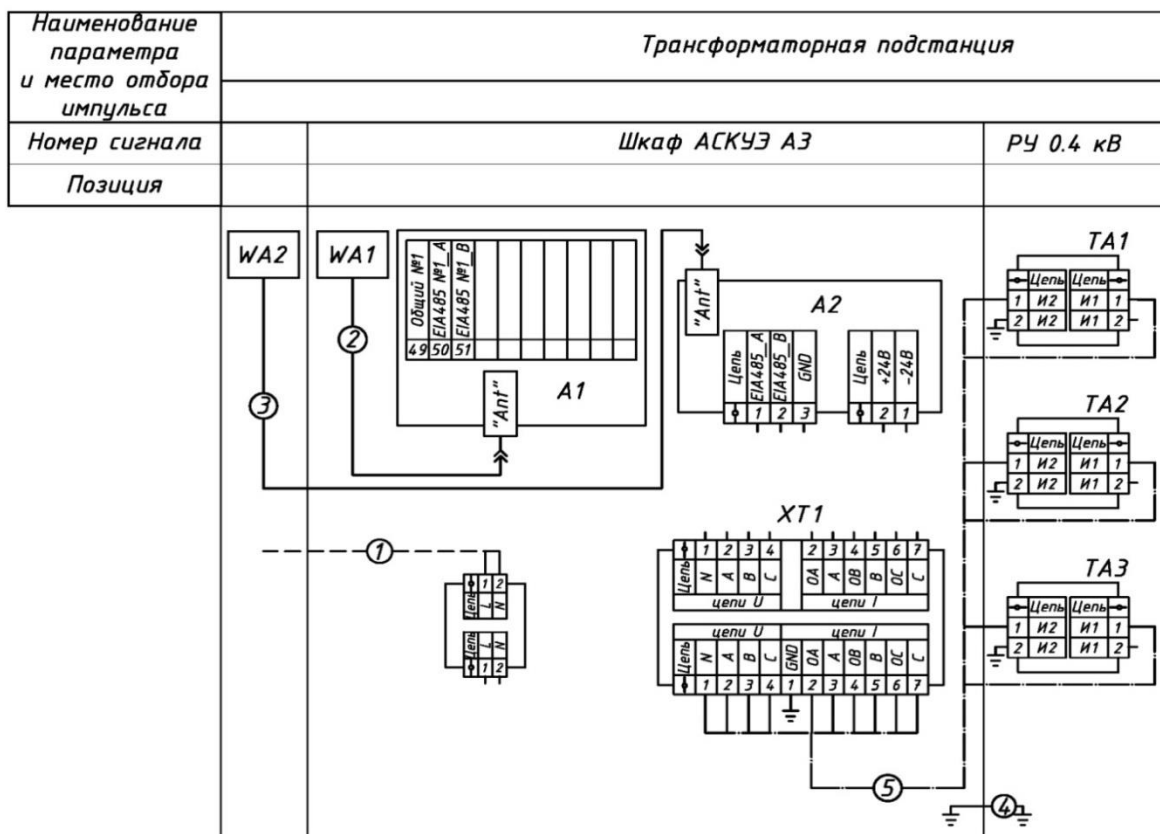 Наименование
параметра
и место отбора
импульса
Трансформаторная подстанция
Номер сигнала
Шкаф АСКУЭ А3
РУ 0.4 кВ
Позиция
WA2
WA1
Общий №1
EIA485 №1_A
EIA485 №1_B
49 50 51
A1
"Ant"
"Ant"
A2
Цепь
EIA485_A
EIA485_B
GND
1 2 3
Цепь
+24В
-24В
2 1
2
3
TA1
Цепь Цепь
1 И2 И1 1
2 И2 И1 2
TA2
Цепь Цепь
1 И2 И1 1
2 И2 И1 2
XT1
1 2 3 4 2 3 4 5 6 7
Цепь N A B C OA A OB B OC C
цепи U цепи I
цепи U цепи I
Цепь N A B C GND OA A OB B OC C
1 2 3 4 1 2 3 4 5 6 7
1
1 2
Цепь L N
Цепь L N
1 2
TA3
Цепь Цепь
1 И2 И1 1
2 И2 И1 2
5
4